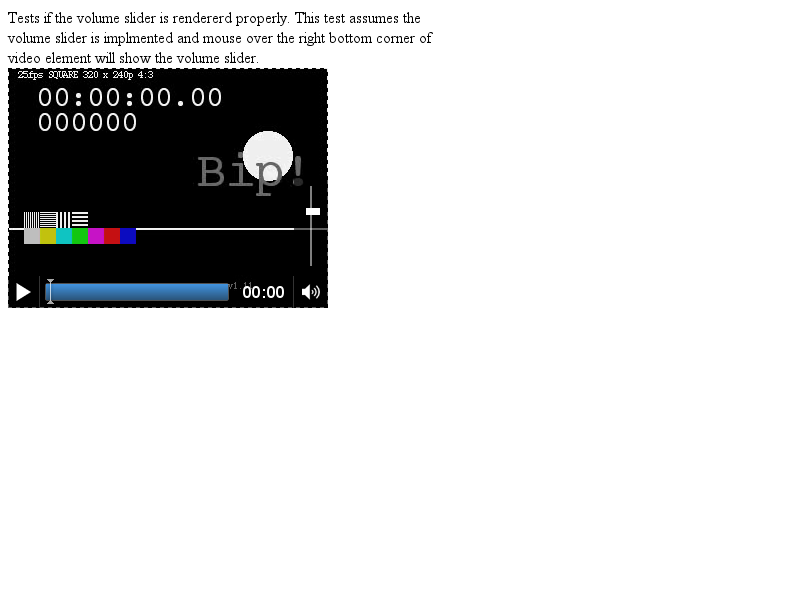 Tests if the volume slider is rendererd properly. This test assumes the
volume slider is implmented and mouse over the right bottom corner of
video element will show the volume slider.
25fps SQUARE 320 x 240p 4:3
00:00:00.00
000000
Bip!
00:00